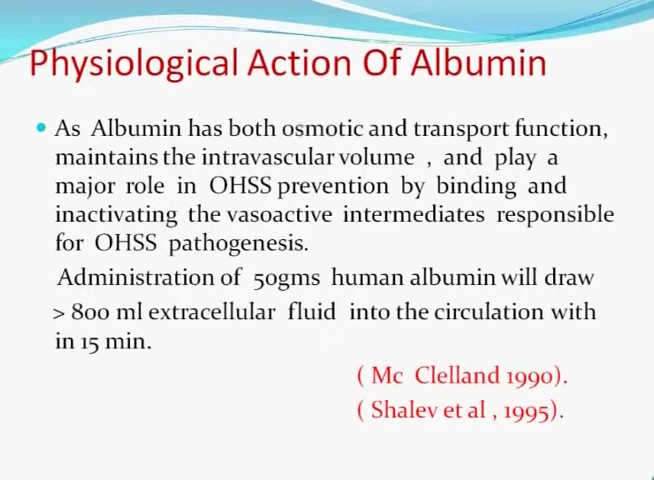 Physiological Action Of Albumin
• As Albumin has both osmotic and transport function,
maintains the intravascular volume , and play a
major role in OHSS prevention by binding and
inactivating the vasoactive intermediates responsible
for OHSS pathogenesis.
Administration of 50gms human albumin will draw
> 800 ml extracellular fluid into the circulation with
in 15 min.
( Mc Clelland 1990).
( Shalev et al , 1995).